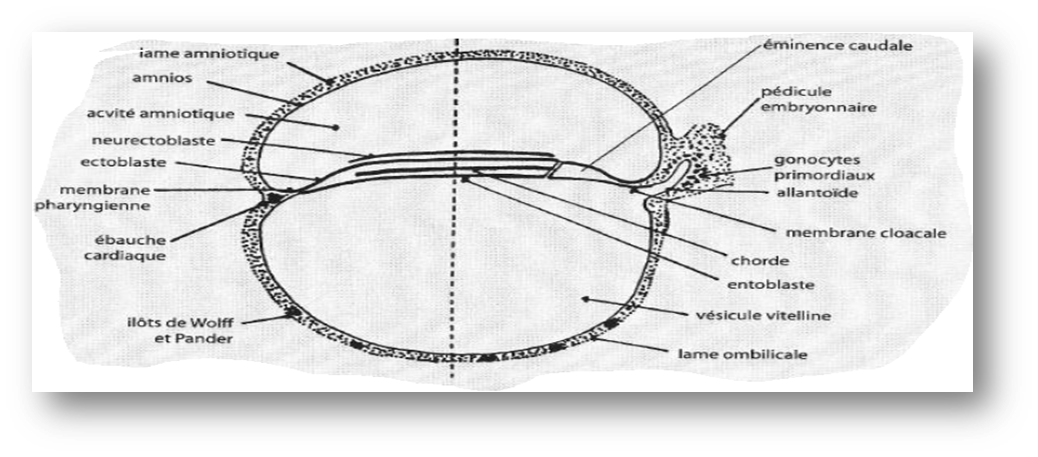 iame amniotique
amnios
acvité amniotique
neurectoblaste
ectoblaste
membrane
pharyngienne
ébauche
cardiaque
ilôts de Wolff
et Pander
éminence caudale
pédicule
embryonnaire
gonocytes
primordiaux
allantoïde
membrane cloacale
chorde
entoblaste
vésicule vitelline
lame ombilicale